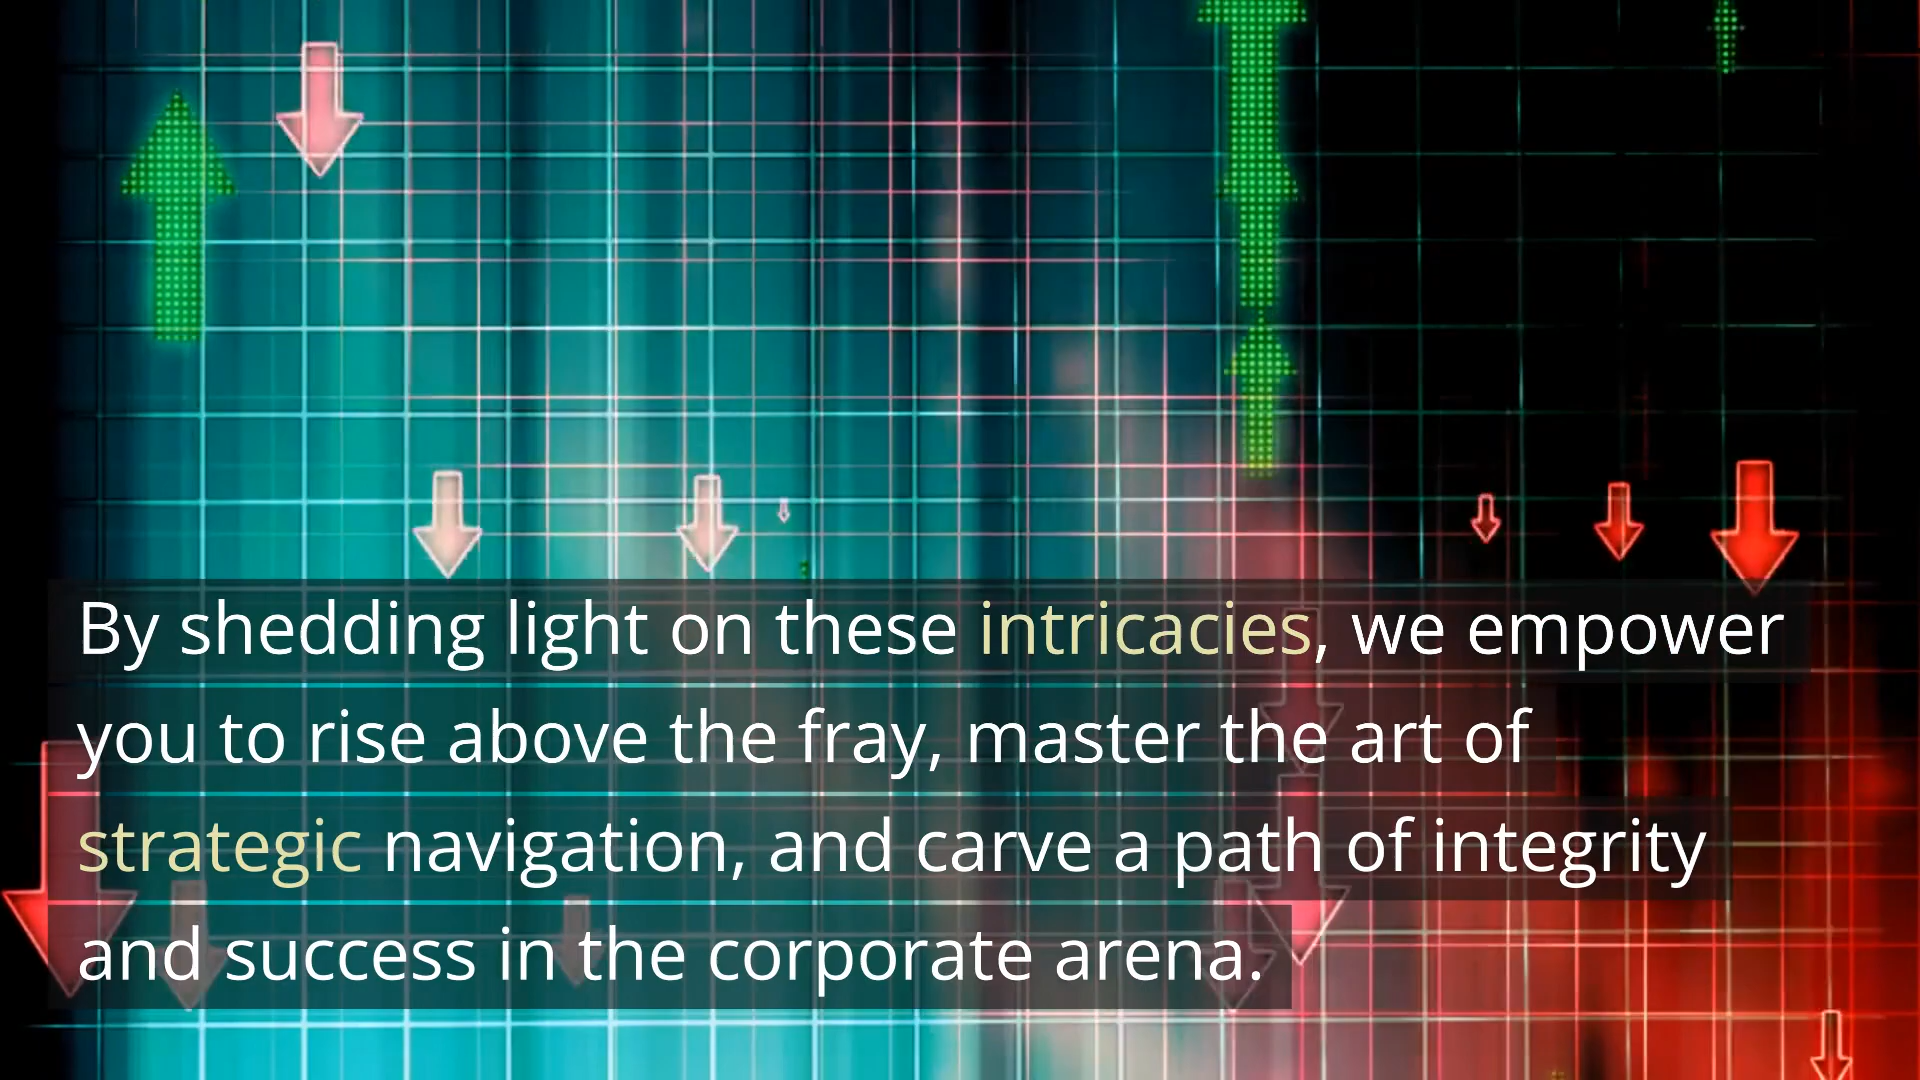 By shedding light on these intricacies, we empower
you to rise above the fray, master the art of
strategic navigation, and carve a path of integrity
and success in the corporate arena.